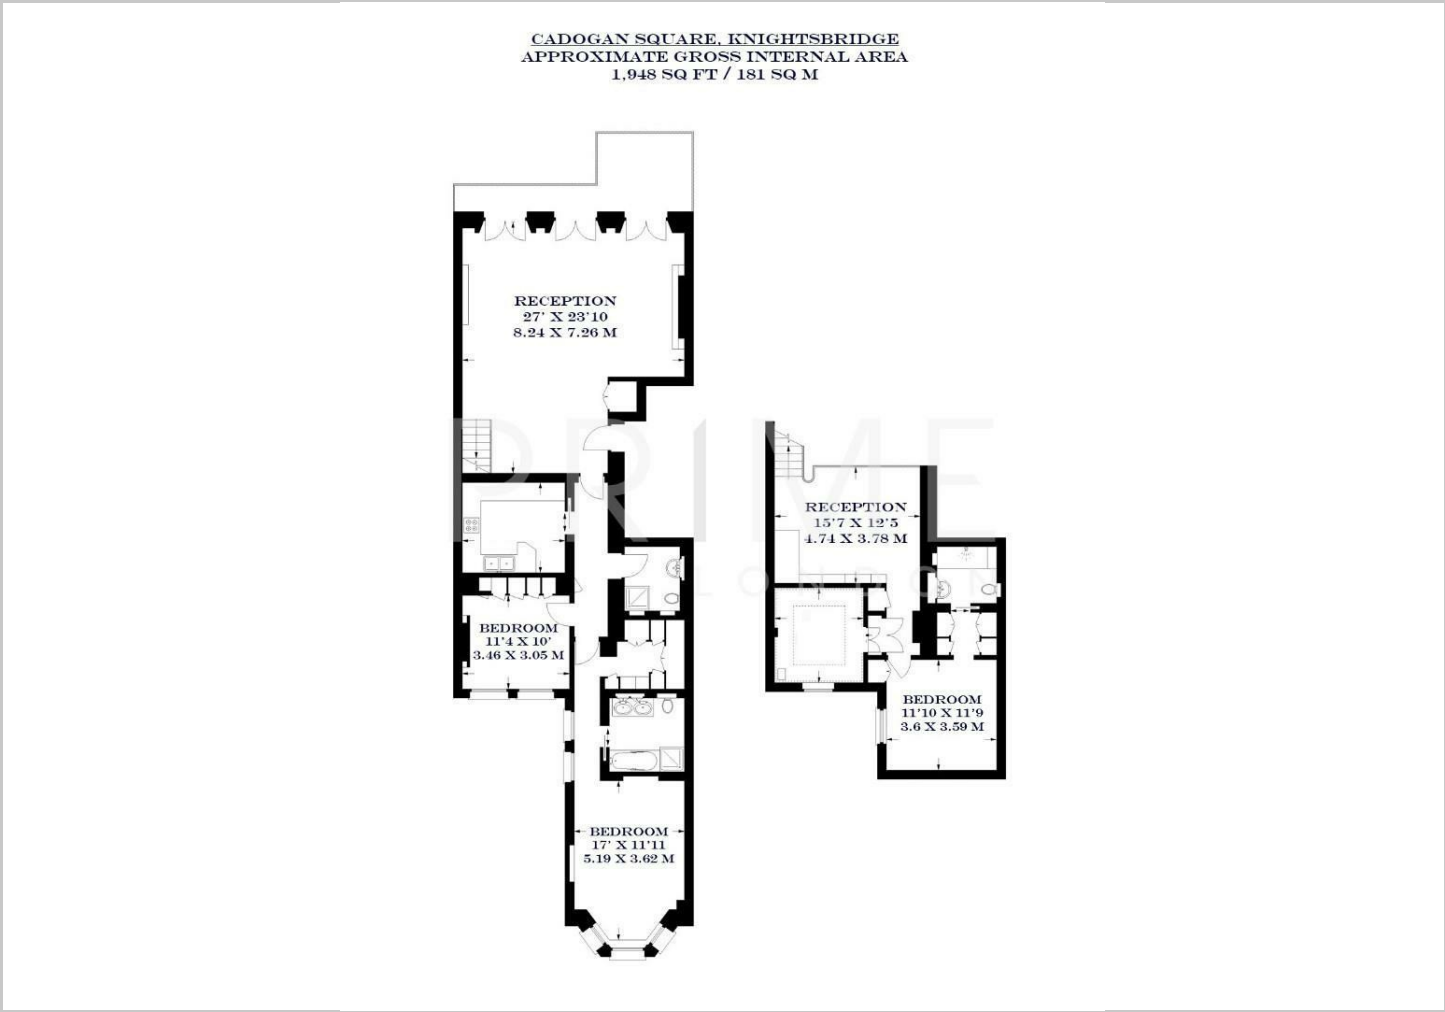 CADOGAN SQUARE, KNIGHTSBRIDGE
APPROXIMATE GROSS INTERNAL AREA
1,948 SQ FT / 181 SQ M
RECEPTION
27' X 23'10
8.24 X 7.26 M
PRIME
LONDON
RECEPTION
15'7 X 12'5
4.74 X 3.78 M
BEDROOM
11'4 X 10'
3.46 X 3.05 M
BEDROOM
11'10 X 11'9
3.6 X 3.59 M
BEDROOM
17' X 11'11
5.19 X 3.62 M